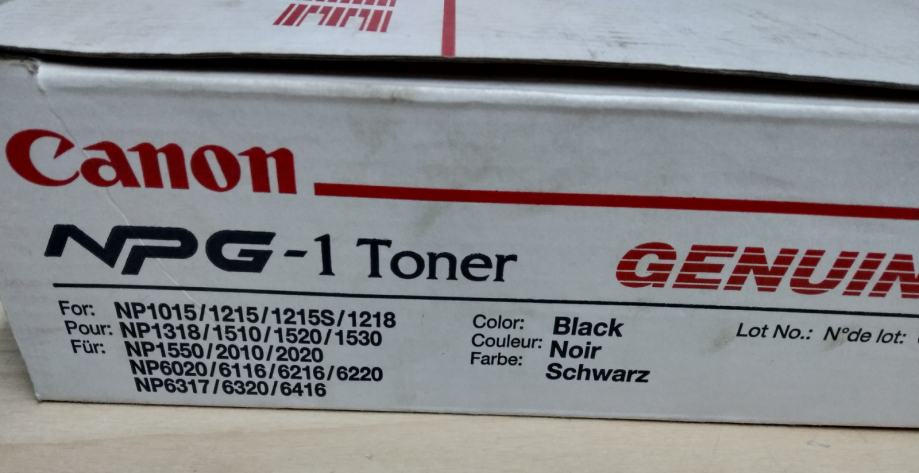 Canon
NPG-1 Toner
GENUIN
For: NP1015/1215/1215S/1218
Pour: NP1318/1510/1520/1530
Für: NP1550/2010/2020
NP6020/6116/6216/6220
NP6317/6320/6416
Color: Black
Couleur: Noir
Farbe: Schwarz
Lot No.: N°de lot: